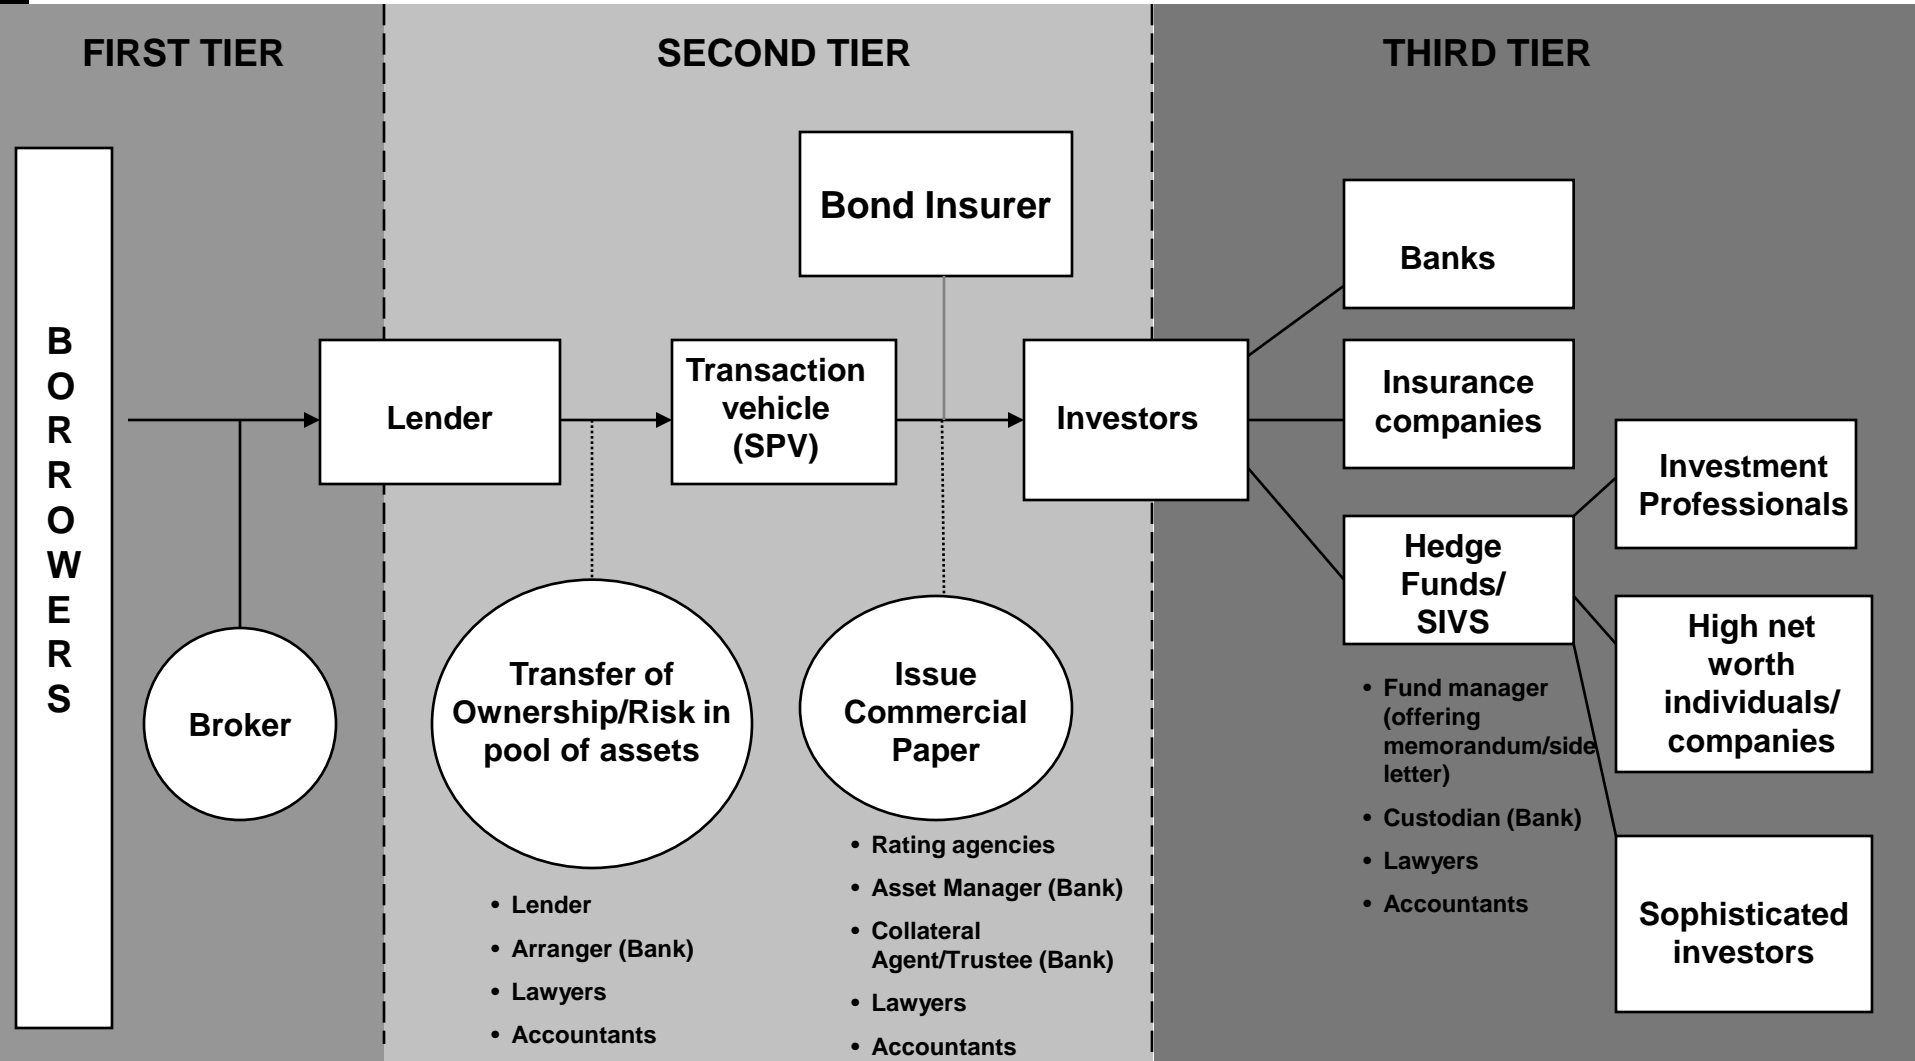 FIRST TIER
SECOND TIER
THIRD TIER
B
O
R
R
O
W
E
R
S
Broker
Lender
Transaction
vehicle
(SPV)
Bond Insurer
Investors
Transfer of
Ownership/Risk in
pool of assets
• Lender
• Arranger (Bank)
• Lawyers
• Accountants
Issue
Commercial
Paper
• Rating agencies
• Asset Manager (Bank)
• Collateral
Agent/Trustee (Bank)
• Lawyers
• Accountants
Banks
Insurance
companies
Hedge
Funds/
SIVS
• Fund manager
(offering
memorandum/side
letter)
• Custodian (Bank)
• Lawyers
• Accountants
Investment
Professionals
High net
worth
individuals/
companies
Sophisticated
investors